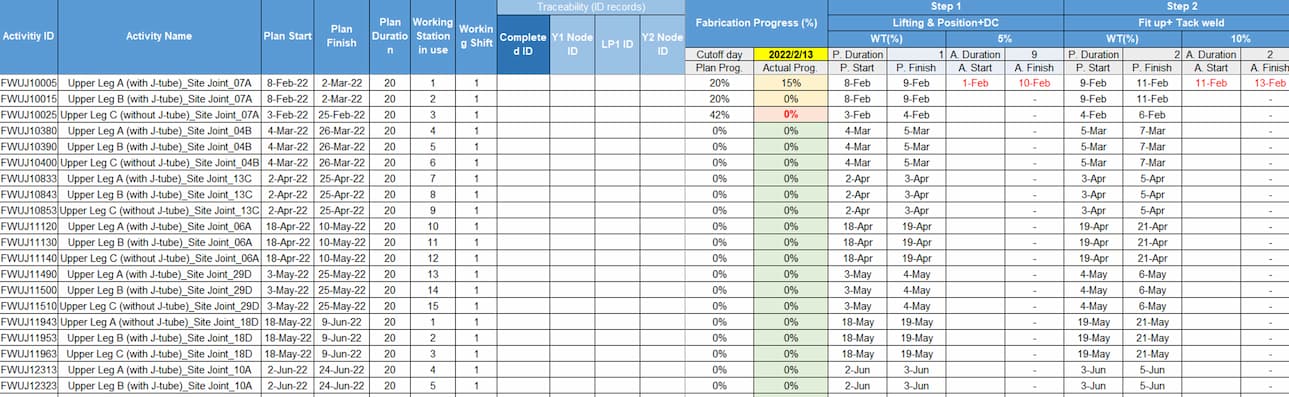 Traceability (ID records) Step 1 Step 2
Activitiy ID Activity Name Plan Start Plan Finish Plan Duration Working Station in use Working Shift Completed ID Y1 Node ID LP1 ID Y2 Node ID Fabrication Progress (%) Lifting & Position+DC Fit up+ Tack weld
WT(%) 5% WT(%) 10%
Cutoff day 2022/2/13 P. Duration 1 A. Duration 9 P. Duration 2 A. Duration 2
Plan Prog. Actual Prog. P. Start P. Finish A. Start A. Finish P. Start P. Finish A. Start A. Finish
FWUJ10005 Upper Leg A (with J-tube)_Site Joint_07A 8-Feb-22 2-Mar-22 20 1 1 20% 15% 8-Feb 9-Feb 1-Feb 10-Feb 9-Feb 11-Feb 11-Feb 13-Feb
FWUJ10015 Upper Leg B (with J-tube)_Site Joint_07A 8-Feb-22 2-Mar-22 20 2 1 20% 0% 8-Feb 9-Feb - 9-Feb 11-Feb -
FWUJ10025 Upper Leg C (without J-tube)_Site Joint_07A 3-Feb-22 25-Feb-22 20 3 1 42% 0% 3-Feb 4-Feb - 4-Feb 6-Feb -
FWUJ10380 Upper Leg A (with J-tube)_Site Joint_04B 4-Mar-22 26-Mar-22 20 4 1 0% 0% 4-Mar 5-Mar - 5-Mar 7-Mar -
FWUJ10390 Upper Leg B (with J-tube)_Site Joint_04B 4-Mar-22 26-Mar-22 20 5 1 0% 0% 4-Mar 5-Mar - 5-Mar 7-Mar -
FWUJ10400 Upper Leg C (without J-tube)_Site Joint_04B 4-Mar-22 26-Mar-22 20 6 1 0% 0% 4-Mar 5-Mar - 5-Mar 7-Mar -
FWUJ10833 Upper Leg A (with J-tube)_Site Joint_13C 2-Apr-22 25-Apr-22 20 7 1 0% 0% 2-Apr 3-Apr - 3-Apr 5-Apr -
FWUJ10843 Upper Leg B (with J-tube)_Site Joint_13C 2-Apr-22 25-Apr-22 20 8 1 0% 0% 2-Apr 3-Apr - 3-Apr 5-Apr -
FWUJ10853 Upper Leg C (without J-tube)_Site Joint_13C 2-Apr-22 25-Apr-22 20 9 1 0% 0% 2-Apr 3-Apr - 3-Apr 5-Apr -
FWUJ11120 Upper Leg A (with J-tube)_Site Joint_06A 18-Apr-22 10-May-22 20 10 1 0% 0% 18-Apr 19-Apr - 19-Apr 21-Apr -
FWUJ11130 Upper Leg B (with J-tube)_Site Joint_06A 18-Apr-22 10-May-22 20 11 1 0% 0% 18-Apr 19-Apr - 19-Apr 21-Apr -
FWUJ11140 Upper Leg C (without J-tube)_Site Joint_06A 18-Apr-22 10-May-22 20 12 1 0% 0% 18-Apr 19-Apr - 19-Apr 21-Apr -
FWUJ11490 Upper Leg A (with J-tube)_Site Joint_29D 3-May-22 25-May-22 20 13 1 0% 0% 3-May 4-May - 4-May 6-May -
FWUJ11500 Upper Leg B (with J-tube)_Site Joint_29D 3-May-22 25-May-22 20 14 1 0% 0% 3-May 4-May - 4-May 6-May -
FWUJ11510 Upper Leg C (without J-tube)_Site Joint_29D 3-May-22 25-May-22 20 15 1 0% 0% 3-May 4-May - 4-May 6-May -
FWUJ11943 Upper Leg A (without J-tube)_Site Joint_18D 18-May-22 9-Jun-22 20 1 1 0% 0% 18-May 19-May - 19-May 21-May -
FWUJ11953 Upper Leg B (with J-tube)_Site Joint_18D 18-May-22 9-Jun-22 20 2 1 0% 0% 18-May 19-May - 19-May 21-May -
FWUJ11963 Upper Leg C (with J-tube)_Site Joint_18D 18-May-22 9-Jun-22 20 3 1 0% 0% 18-May 19-May - 19-May 21-May -
FWUJ12313 Upper Leg A (with J-tube)_Site Joint_10A 2-Jun-22 24-Jun-22 20 4 1 0% 0% 2-Jun 3-Jun - 3-Jun 5-Jun -
FWUJ12323 Upper Leg B (with J-tube)_Site Joint_10A 2-Jun-22 24-Jun-22 20 5 1 0% 0% 2-Jun 3-Jun - 3-Jun 5-Jun -